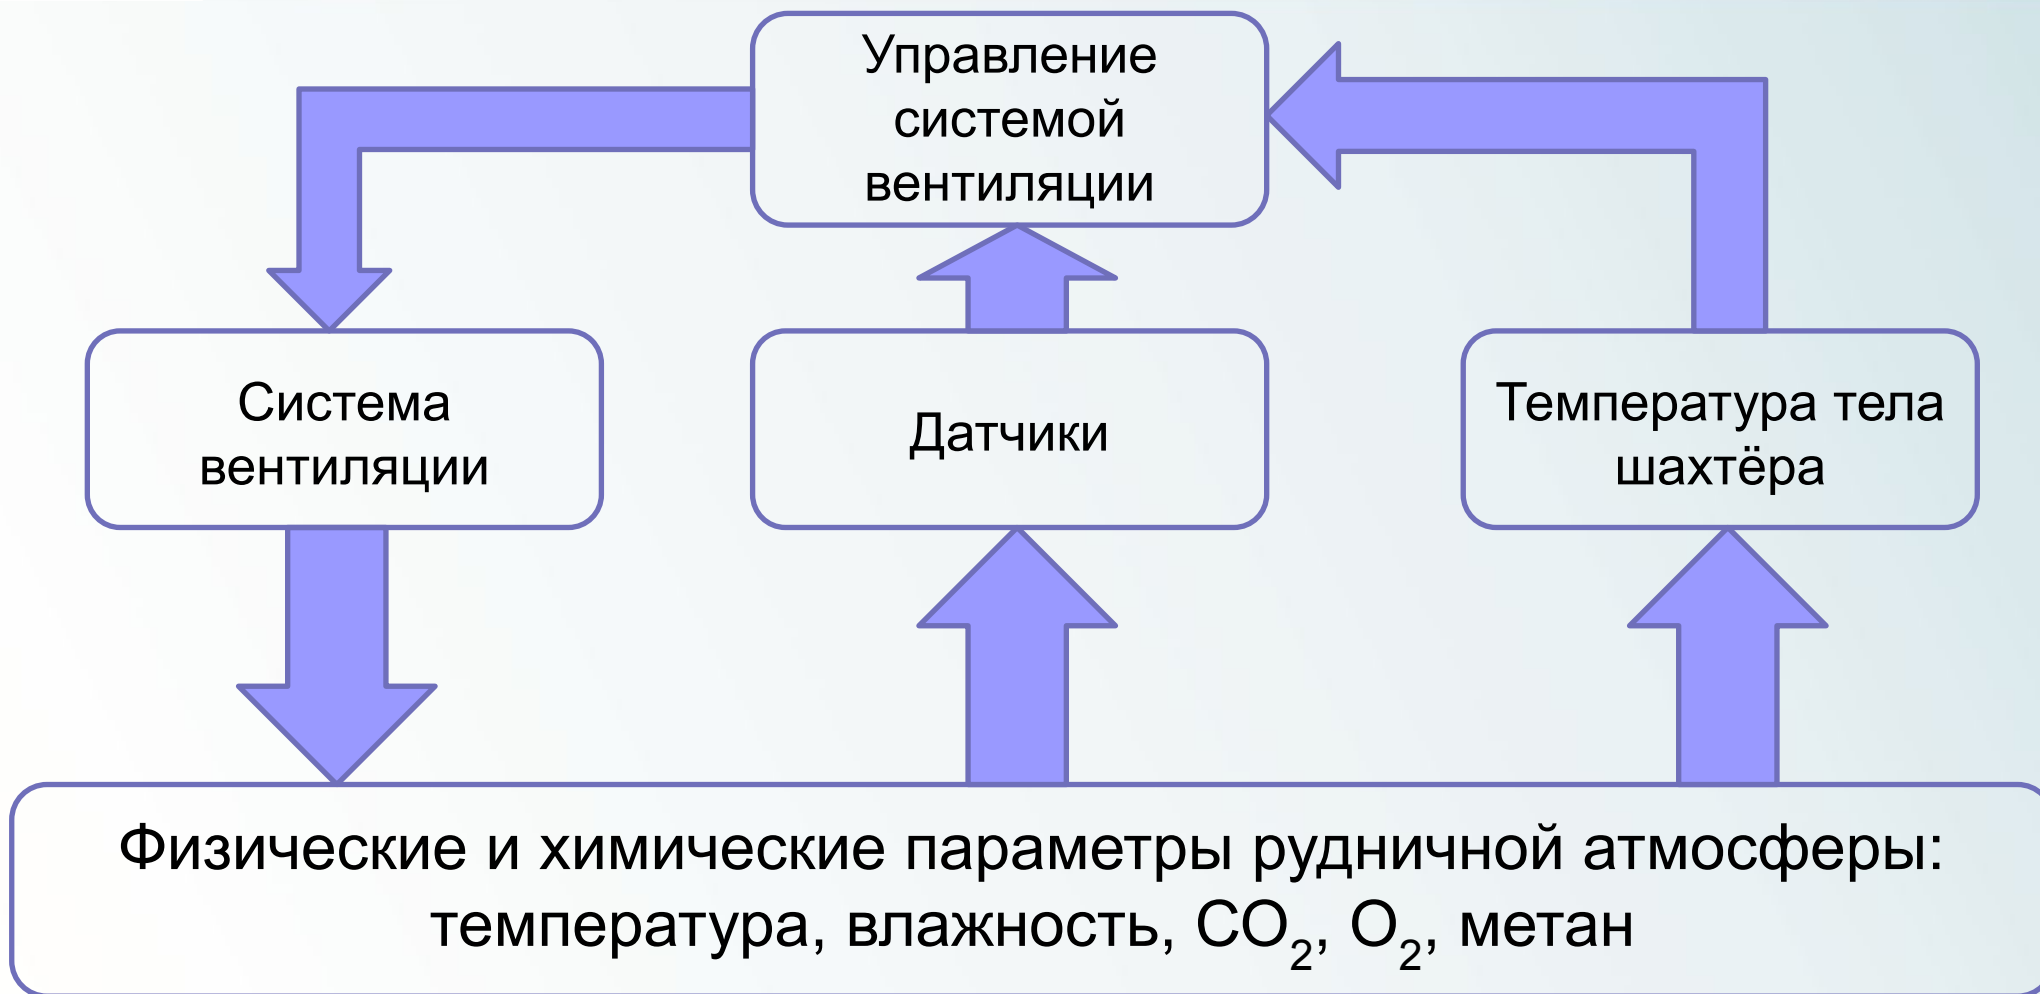 Управление
системой
вентиляции
Система
вентиляции
Датчики
Температура тела
шахтёра
Физические и химические параметры рудничной атмосферы:
температура, влажность, CO₂, O₂, метан